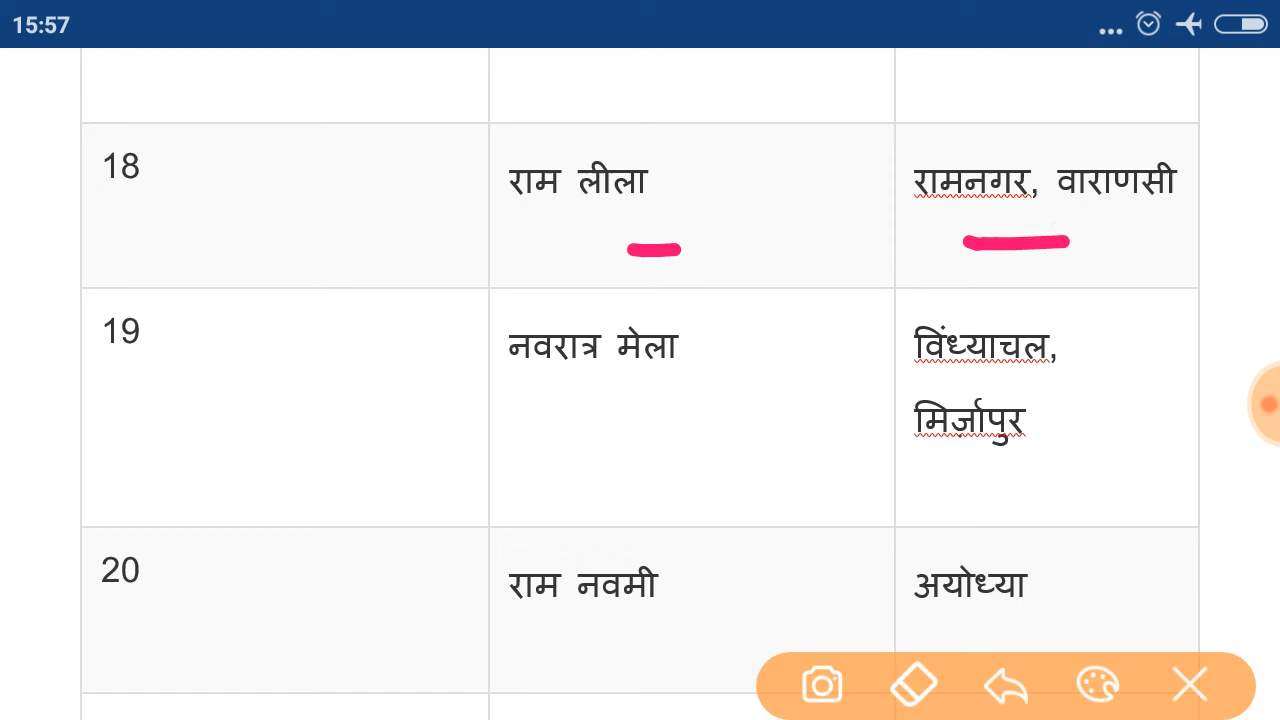 15:57
18
राम लीला
रामनगर, वाराणसी
19
नवरात्र मेला
विंध्याचल,
मिर्ज़ापुर
20
राम नवमी
अयोध्या